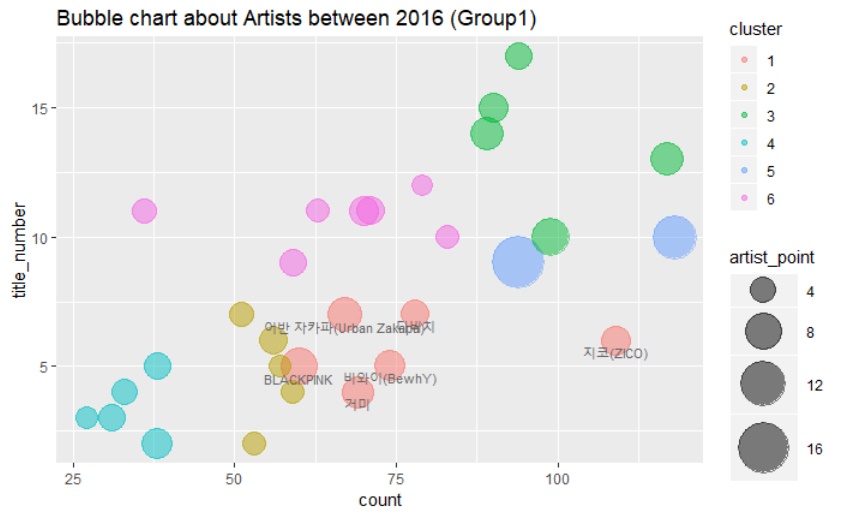 Bubble chart about Artists between 2016 (Group1)
cluster
1
2
3
4
5
6
artist_point
4
8
12
16
title_number
15
10
5
어반 자카파(Urban Zakapa)
지코(ZICO)
BLACKPINK
비와이(BewhY)
거미
25
50
75
100
count